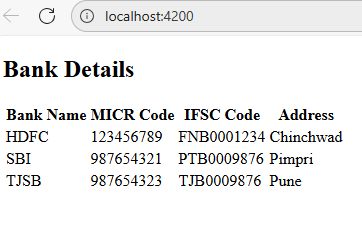 localhost:4200
Bank Details
Bank Name MICR Code IFSC Code Address
HDFC 123456789 FNB0001234 Chinchwad
SBI 987654321 PTB0009876 Pimpri
TJSB 987654323 TJB0009876 Pune